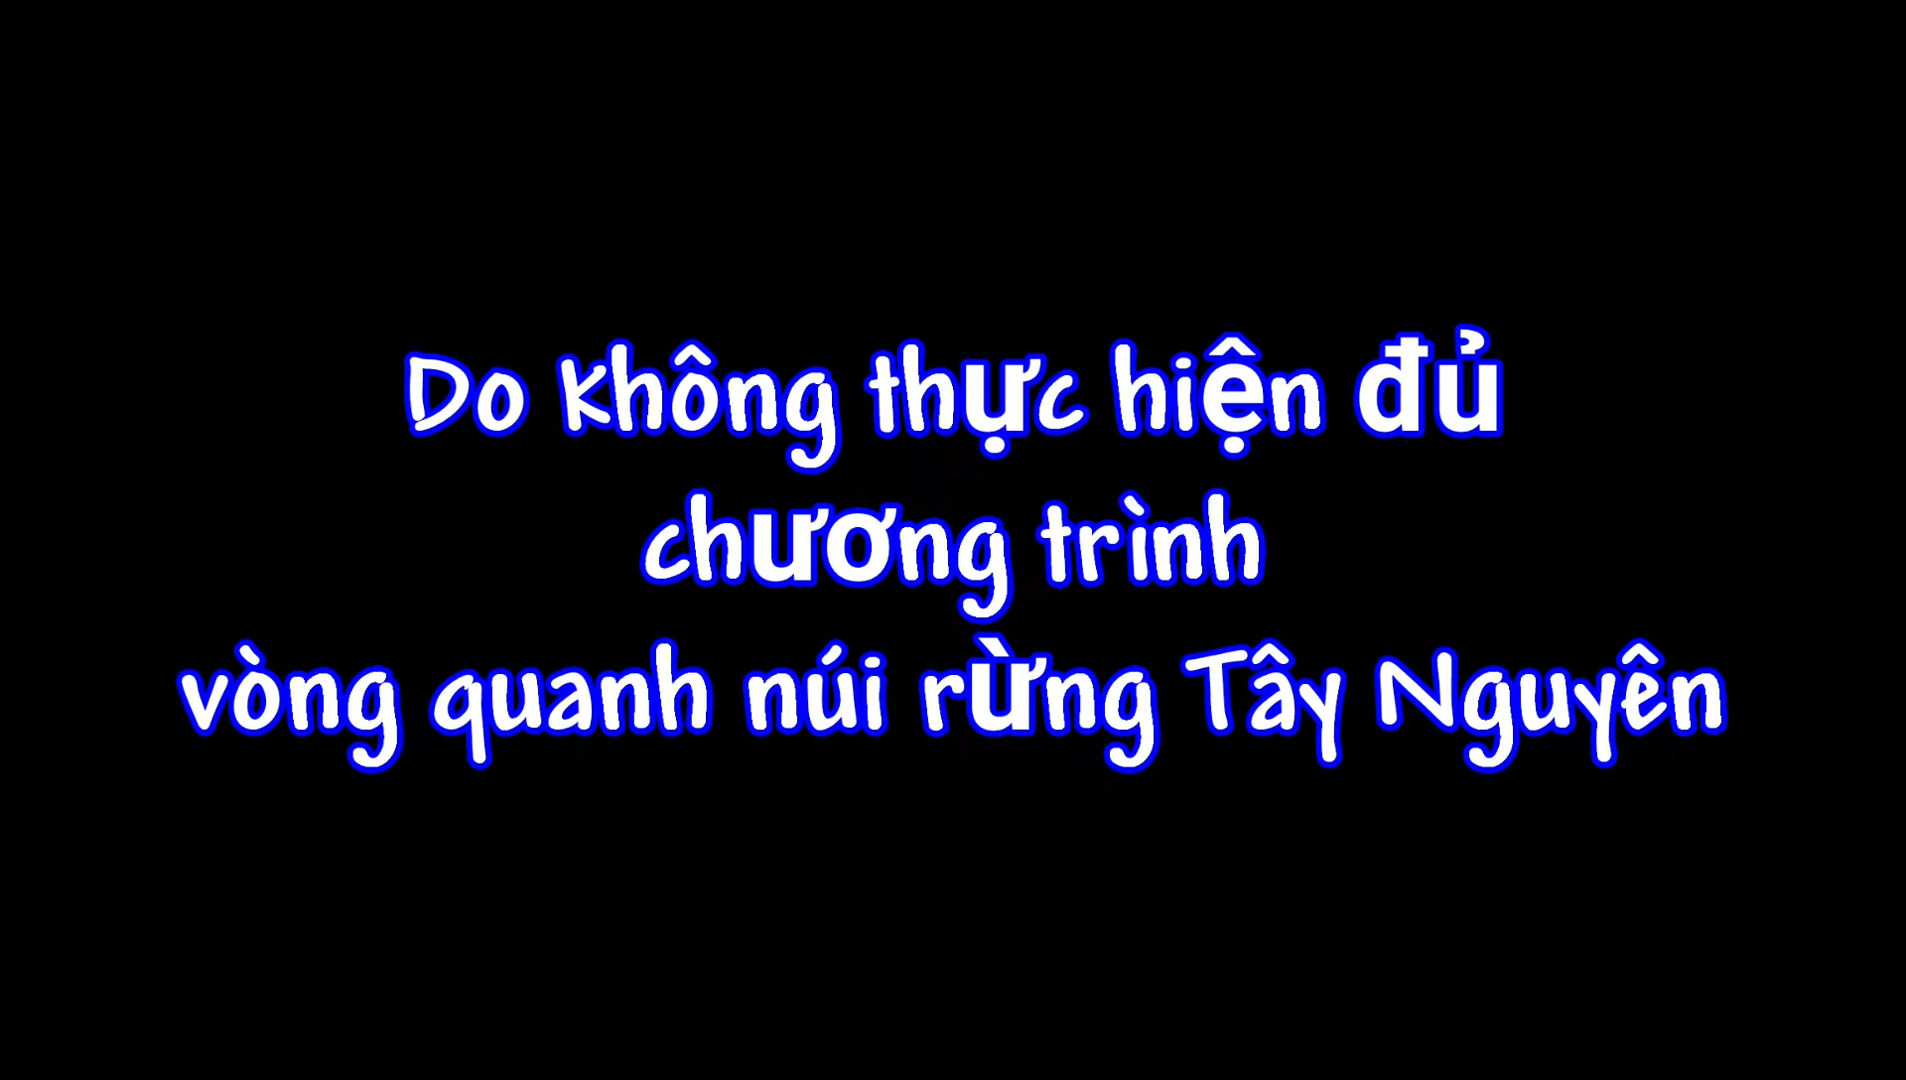 Do không thực hiện đủ
chương trình
vòng quanh núi rừng Tây Nguyên